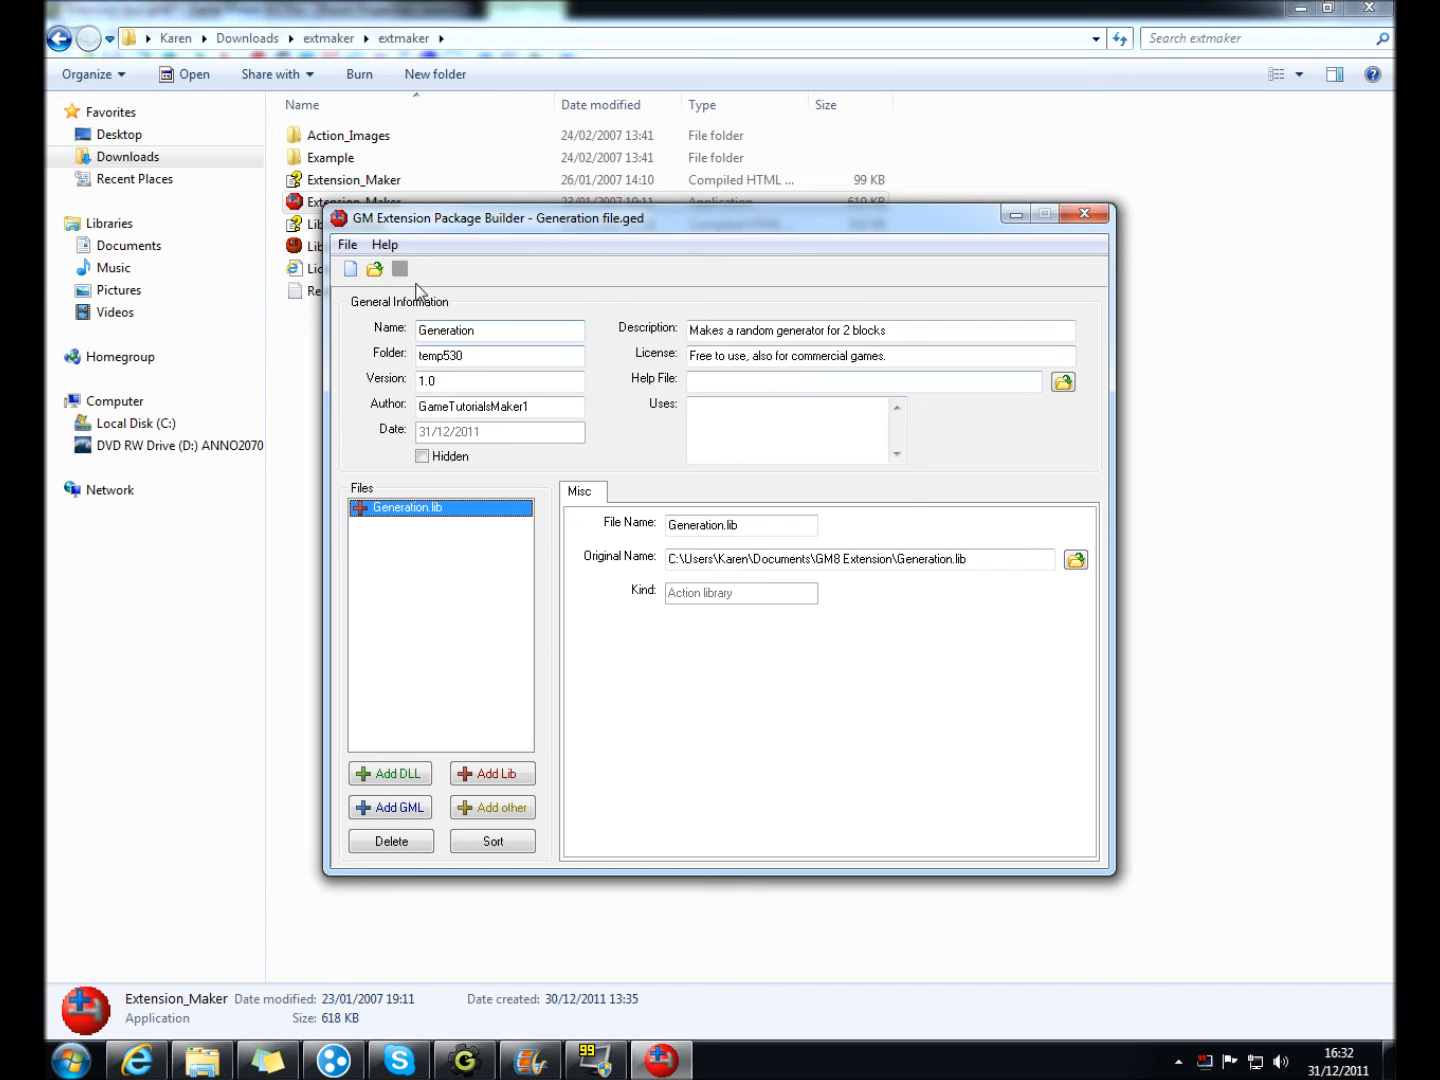 Karen Downloads extmaker extmaker
Search extmaker
Organize Open Share with Burn New folder
Name Date modified Type Size
Favorites
Desktop
Downloads
Recent Places
Libraries
Documents
Music
Pictures
Videos
Homegroup
Computer
Local Disk (C:)
DVD RW Drive (D:) ANNO2070
Network
Action_Images 24/02/2007 13:41 File folder
Example 24/02/2007 13:41 File folder
Extension_Maker 26/01/2007 14:10 Compiled HTML ... 99 KB
Extension_Maker 23/01/2007 19:11 Application
GM Extension Package Builder - Generation file.ged
File Help
General Information
Name: Generation
Folder: temp530
Version: 1.0
Author: GameTutorialsMaker1
Date: 31/12/2011
Hidden
Description: Makes a random generator for 2 blocks
License: Free to use, also for commercial games.
Help File:
Uses:
Files
Generation.lib
Add DLL Add Lib
Add GML Add other
Delete Sort
Misc
File Name: Generation.lib
Original Name: C:\Users\Karen\Documents\GM8 Extension\Generation.lib
Kind: Action library
Extension_Maker Date modified: 23/01/2007 19:11 Date created: 30/12/2011 13:35
Application Size: 618 KB
99
16:32
31/12/2011